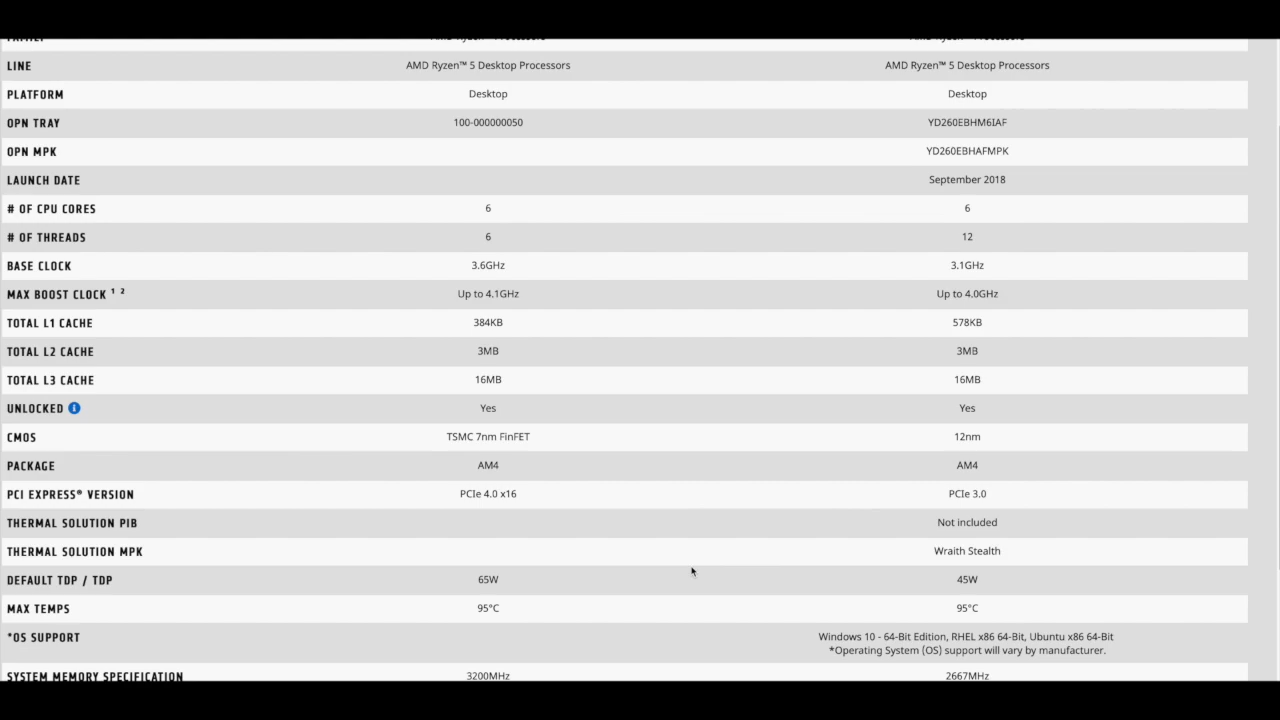 LINE AMD Ryzen™ 5 Desktop Processors AMD Ryzen™ 5 Desktop Processors
PLATFORM Desktop Desktop
OPN TRAY 100-000000050 YD260EBHM6IAF
OPN MPK YD260EBHAFMPK
LAUNCH DATE September 2018
# OF CPU CORES 6 6
# OF THREADS 6 12
BASE CLOCK 3.6GHz 3.1GHz
MAX BOOST CLOCK ¹ ² Up to 4.1GHz Up to 4.0GHz
TOTAL L1 CACHE 384KB 578KB
TOTAL L2 CACHE 3MB 3MB
TOTAL L3 CACHE 16MB 16MB
UNLOCKED Yes Yes
CMOS TSMC 7nm FinFET 12nm
PACKAGE AM4 AM4
PCI EXPRESS® VERSION PCIe 4.0 x16 PCIe 3.0
THERMAL SOLUTION PIB Not included
THERMAL SOLUTION MPK Wraith Stealth
DEFAULT TDP / TDP 65W 45W
MAX TEMPS 95°C 95°C
*OS SUPPORT Windows 10 - 64-Bit Edition, RHEL x86 64-Bit, Ubuntu x86 64-Bit
*Operating System (OS) support will vary by manufacturer.
SYSTEM MEMORY SPECIFICATION 3200MHz 2667MHz